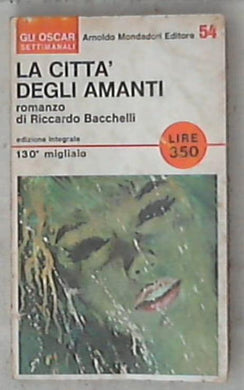 GLI OSCAR
SETTIMANALI
Arnoldo Mondadori Editore 54
LA CITTA'
DEGLI AMANTI
romanzo
di Riccardo Bacchelli
edizione integrale
130° migliaio
LIRE
350